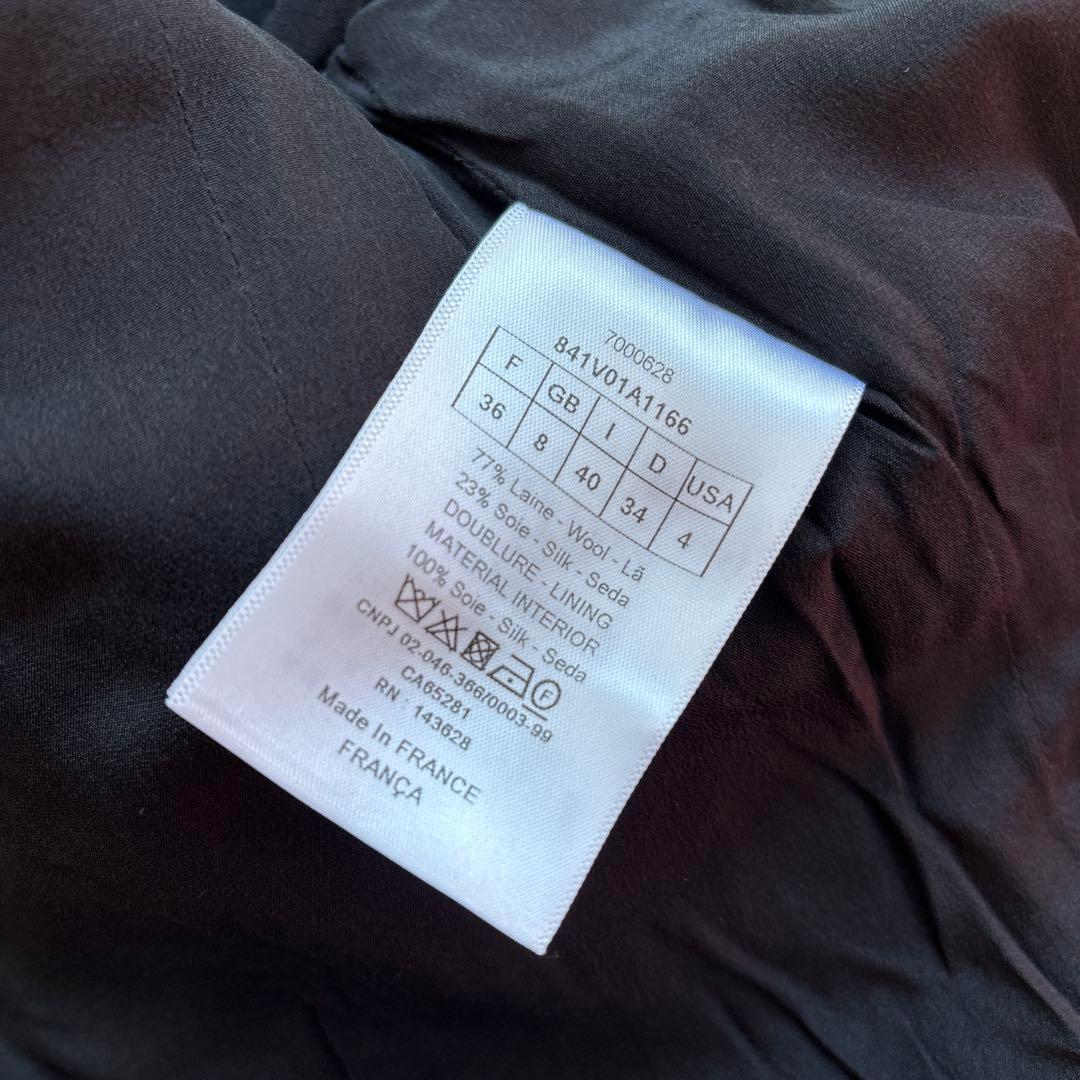 7000628
841V01A1166
F GB I D USA
36 8 40 34 4
77% Laine - Wool - Lã
23% Soie - Silk - Seda
DOUBLURE - LINING
MATERIAL INTERIOR
100% Soie - Silk - Seda
F
CNPJ 02-046-366/0003-99
CA65281
RN : 143628
Made In FRANCE
FRANÇA